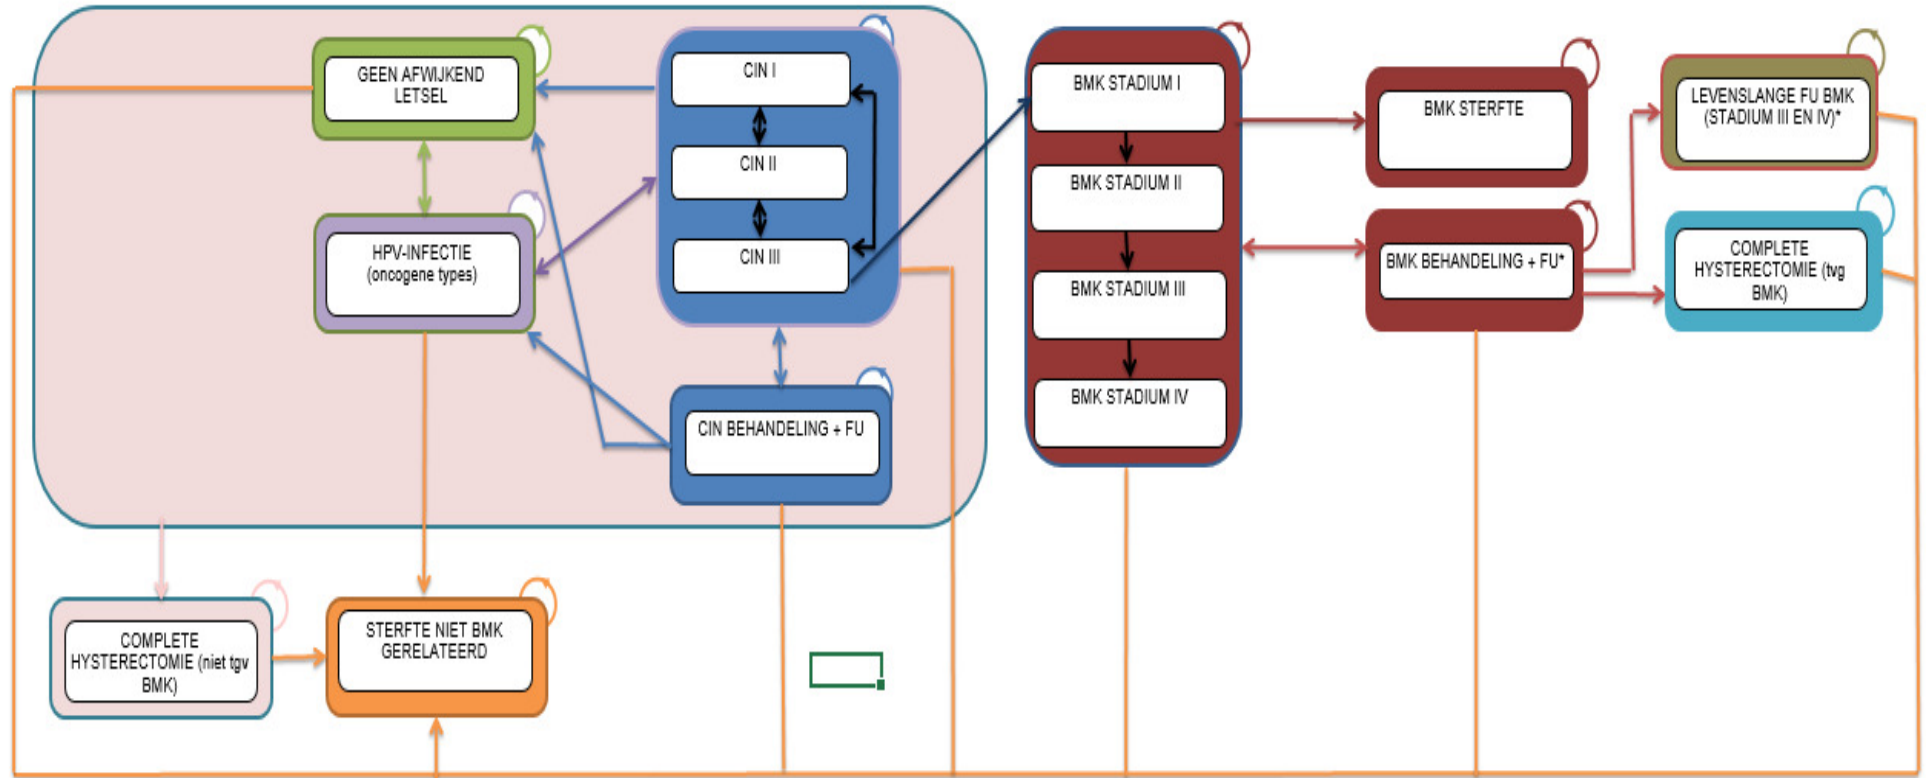 GEEN AFWIJKEND
LETSEL
HPV-INFECTIE
(oncogene types)
CIN I
CIN II
CIN III
CIN BEHANDELING + FU
BMK STADIUM I
BMK STADIUM II
BMK STADIUM III
BMK STADIUM IV
BMK STERFTE
BMK BEHANDELING + FU*
LEVENSLANGE FU BMK
(STADIUM III EN IV)*
COMPLETE
HYSTERECTOMIE (tvg
BMK)
COMPLETE
HYSTERECTOMIE (niet tgv
BMK)
STERFTE NIET BMK
GERELATEERD